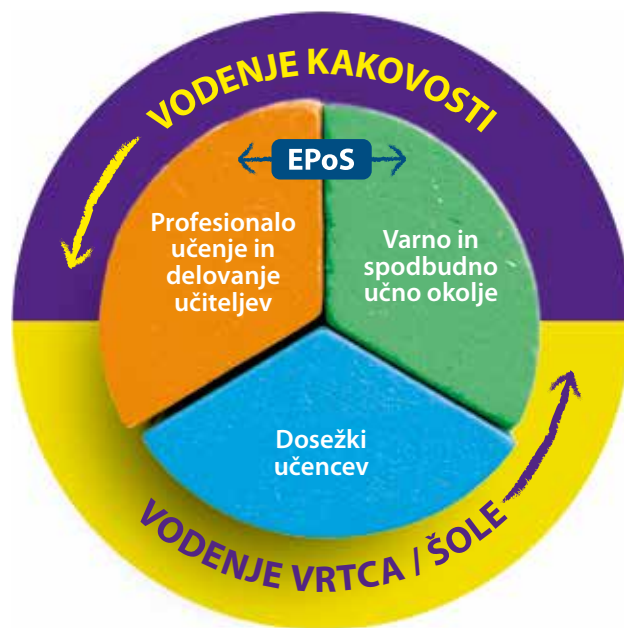 VODENJE KAKOVOSTI
EPoS
Profesionalo
učenje in
delovanje
učiteljev
Varno in
spodbudno
učno okolje
Dosežki
učencev
VODENJE VRTCA / ŠOLE